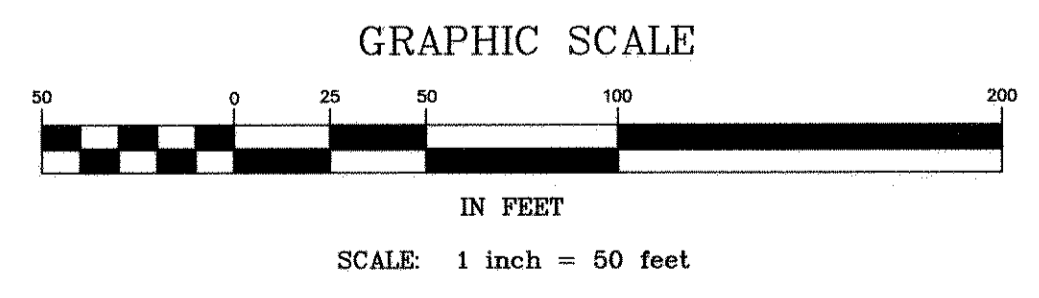 GRAPHIC SCALE
50 0 25 50 100 200
IN FEET
SCALE: 1 inch = 50 feet